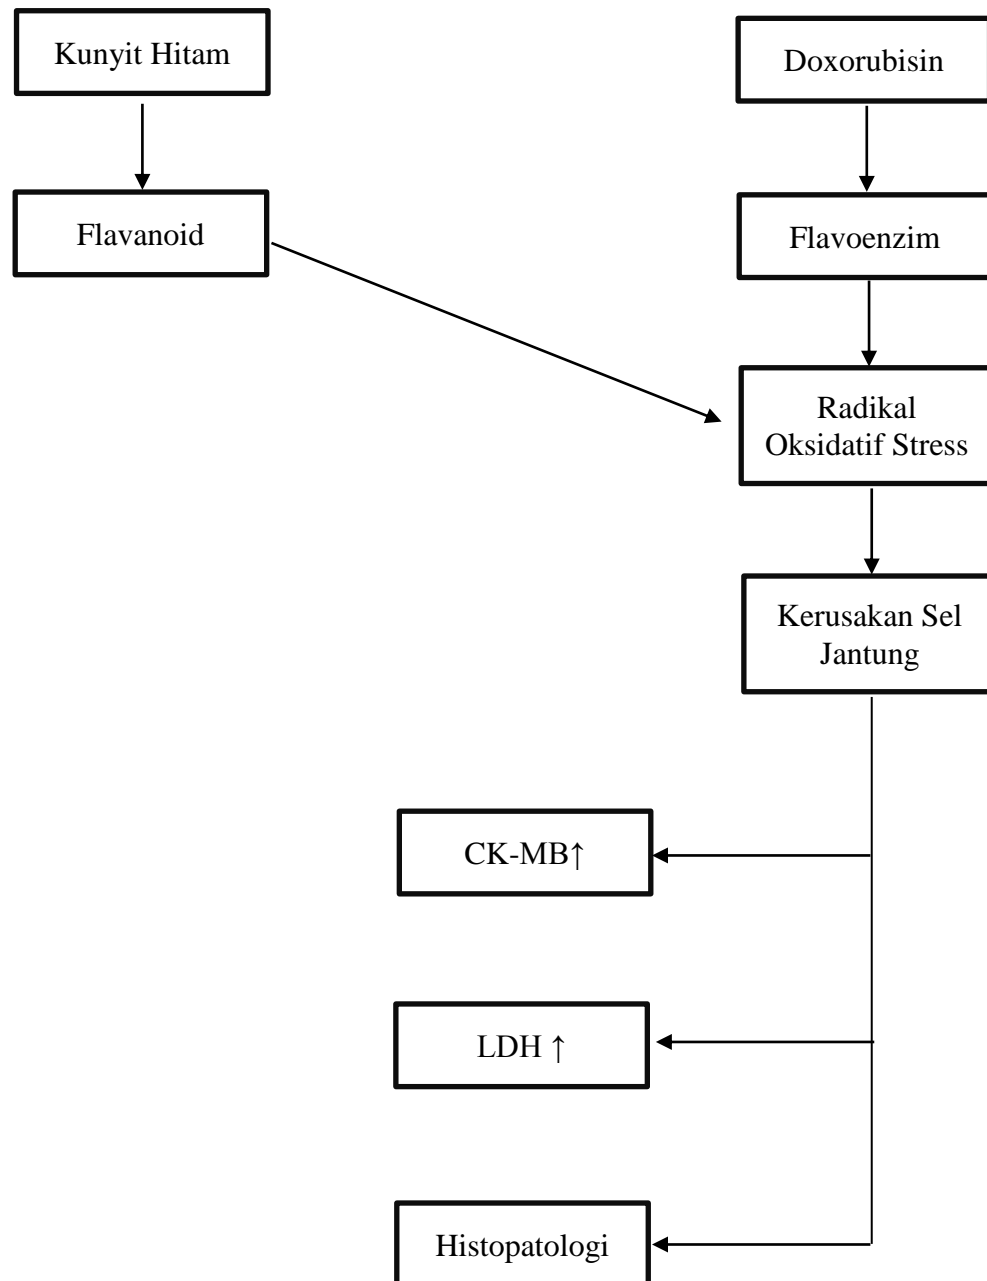 Kunyit Hitam
Doxorubisin
Flavanoid
Flavoenzim
Radikal
Oksidatif Stress
Kerusakan Sel
Jantung
CK-MB↑
LDH ↑
Histopatologi